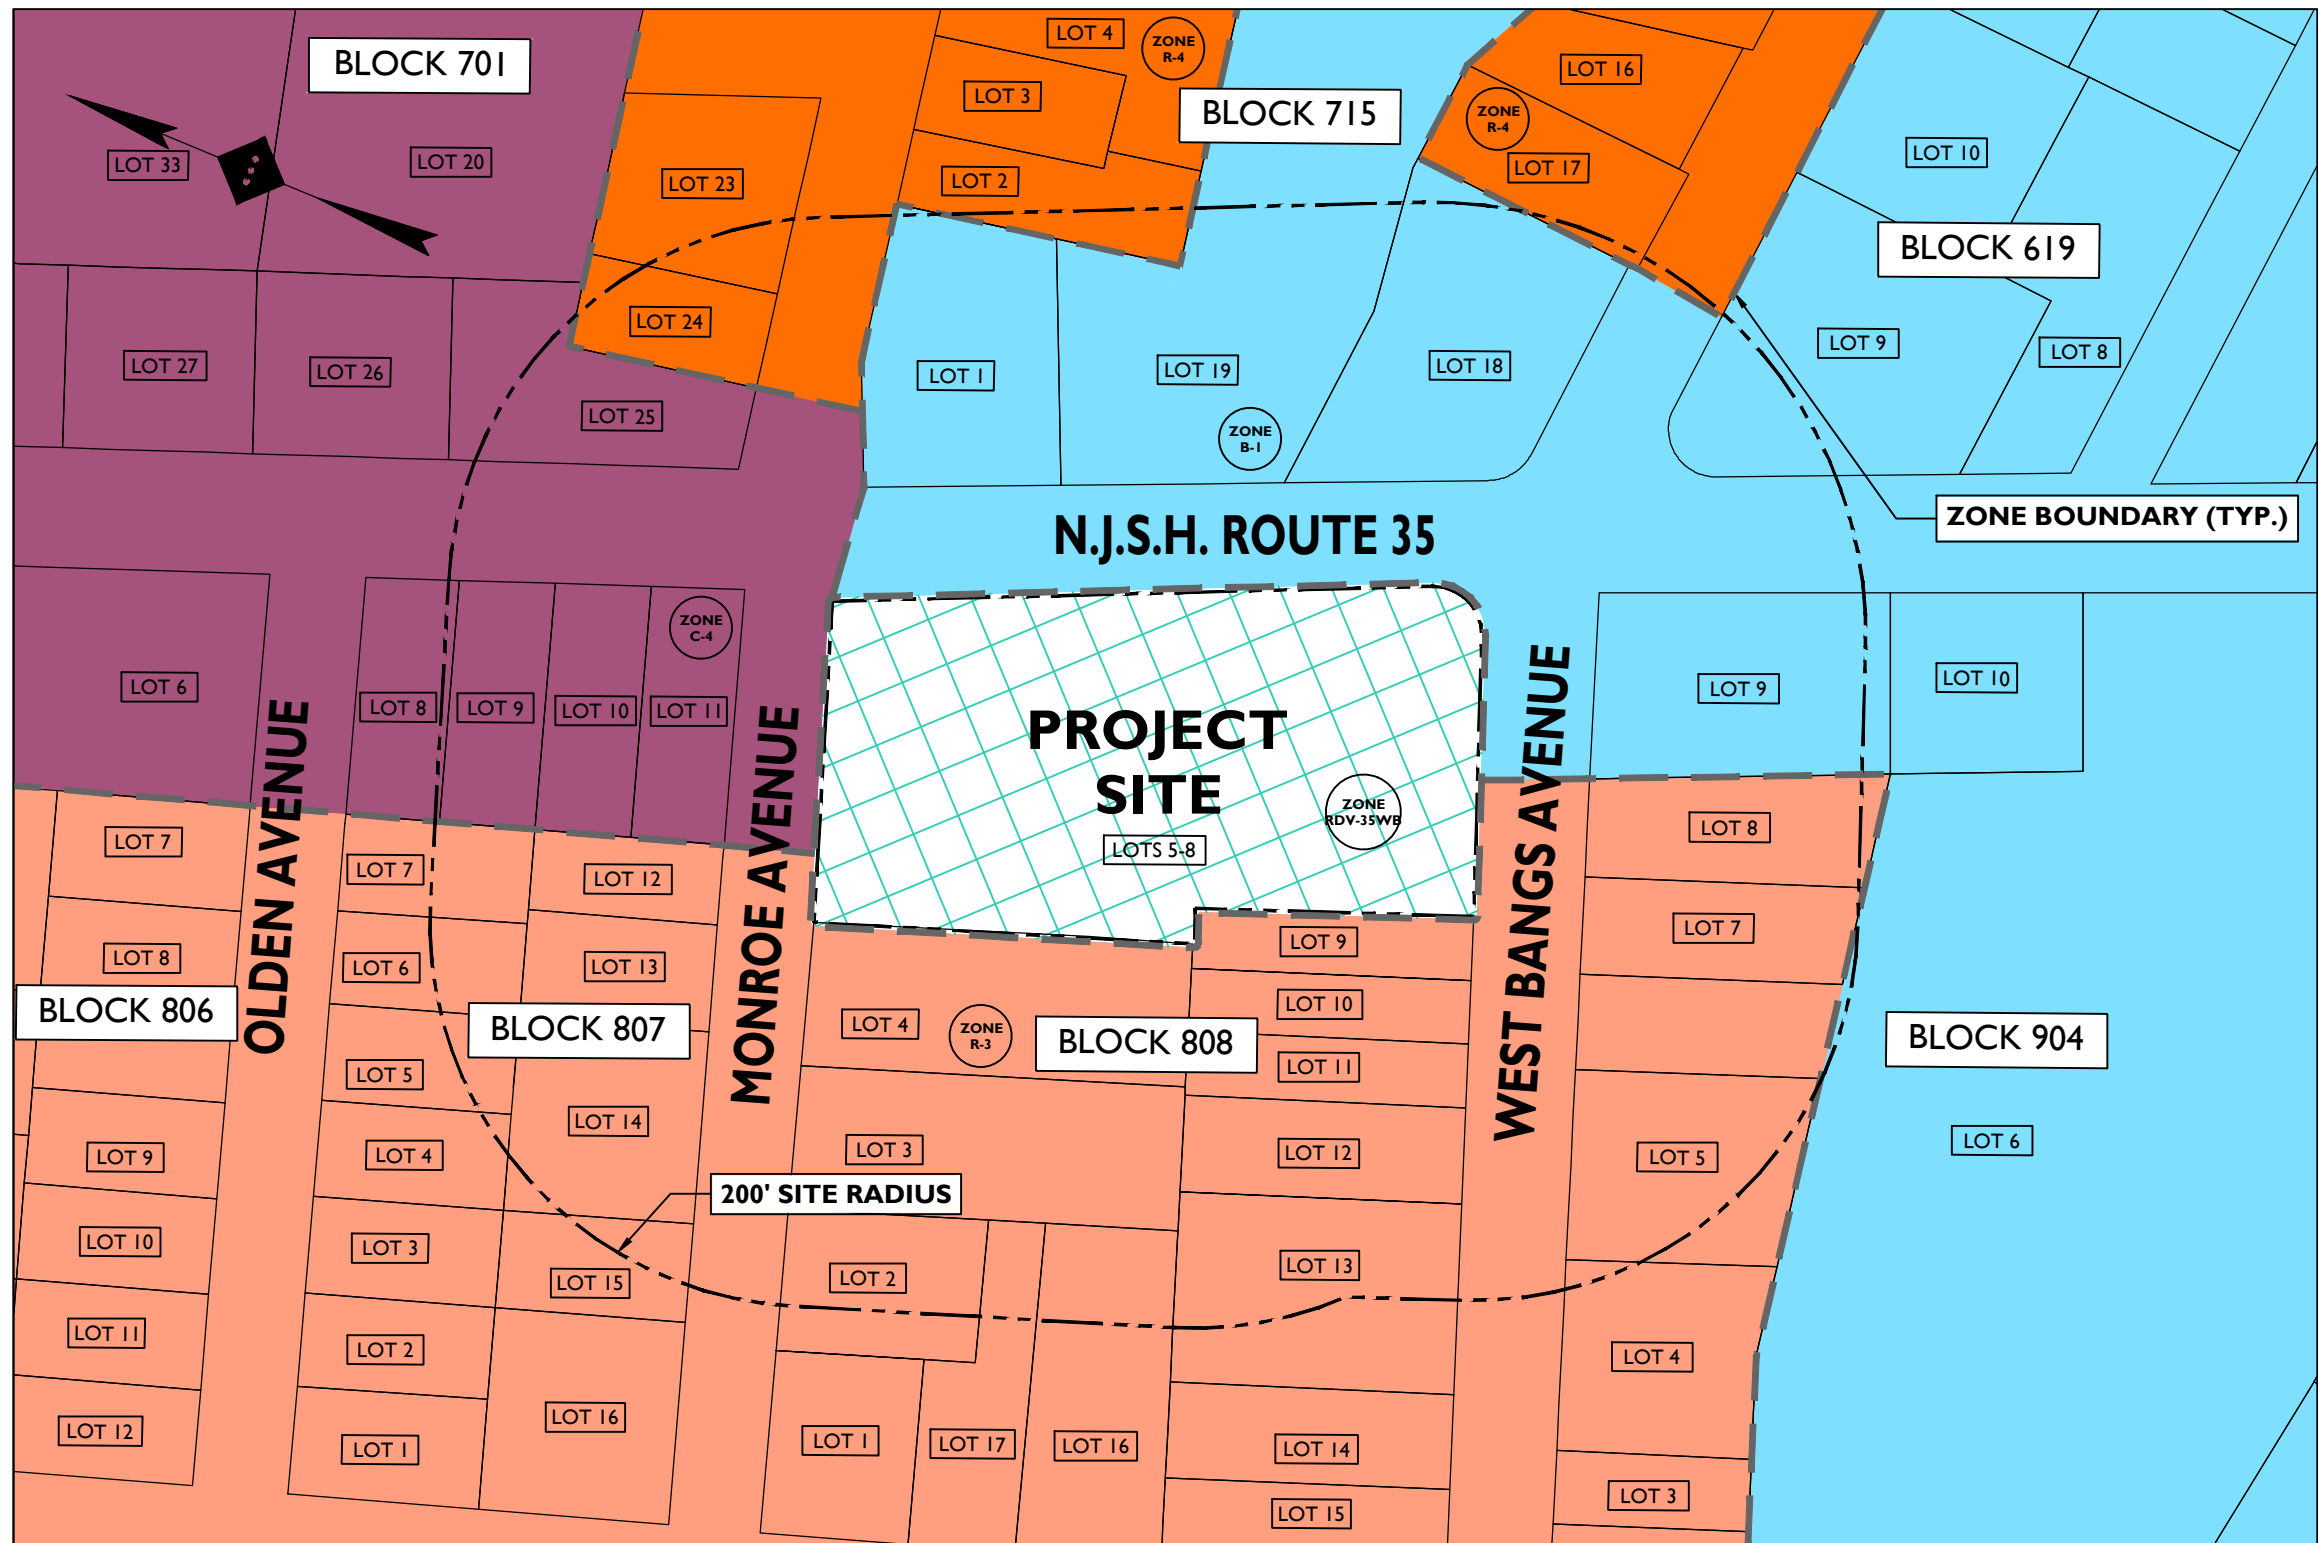 BLOCK 701
LOT 33
LOT 20
LOT 23
LOT 24
LOT 27
LOT 26
LOT 25
LOT 4
ZONE
R-4
LOT 3
LOT 2
BLOCK 715
LOT 16
ZONE
R-4
LOT 17
LOT 10
BLOCK 619
LOT 9
LOT 8
LOT 1
LOT 19
LOT 18
ZONE
B-1
ZONE BOUNDARY (TYP.)
N.J.S.H. ROUTE 35
LOT 6
OLDEN AVENUE
LOT 8
LOT 9
LOT 10
LOT 11
ZONE
C-4
MONROE AVENUE
PROJECT
SITE
LOTS 5-8
ZONE
RDV-35WB
WEST BANGS AVENUE
LOT 9
LOT 10
LOT 7
LOT 8
BLOCK 806
LOT 9
LOT 10
LOT 11
LOT 12
LOT 7
LOT 6
LOT 5
LOT 4
LOT 3
LOT 2
LOT 1
LOT 12
LOT 13
BLOCK 807
LOT 14
LOT 15
LOT 16
200' SITE RADIUS
LOT 4
ZONE
R-3
BLOCK 808
LOT 3
LOT 2
LOT 1
LOT 17
LOT 16
LOT 9
LOT 10
LOT 11
LOT 12
LOT 13
LOT 14
LOT 15
LOT 8
LOT 7
LOT 5
LOT 4
LOT 3
BLOCK 904
LOT 6